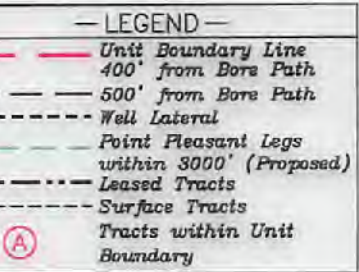 — LEGEND —
Unit Boundary Line
400' from Bore Path
500' from Bore Path
Well Lateral
Point Pleasant Legs
within 3000' (Proposed)
Leased Tracts
Surface Tracts
A Tracts within Unit
Boundary